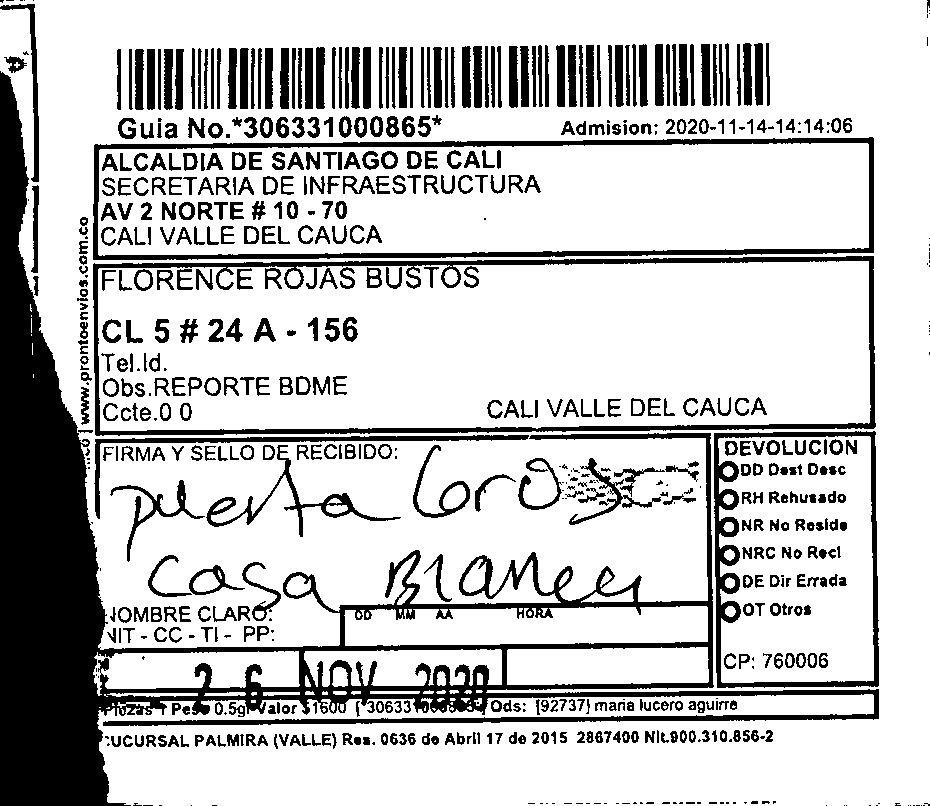 Guia No.*306331000865*
Admision: 2020-11-14-14:14:06
ALCALDIA DE SANTIAGO DE CALI
SECRETARIA DE INFRAESTRUCTURA
AV 2 NORTE # 10 - 70
CALI VALLE DEL CAUCA
| www.prontoenvios.com.co
FLORENCE ROJAS BUSTOS
CL 5 # 24 A - 156
Tel.Id.
Obs.REPORTE BDME
Ccte.0 0
CALI VALLE DEL CAUCA
FIRMA Y SELLO DE RECIBIDO:
puerta
casa Blanca
NOMBRE CLARO:
NIT - CC - TI - PP:
DD MM AA HORA
26 NOV 2020
DEVOLUCION
DD Dest Desc
RH Rehusado
NR No Reside
NRC No Recl
DE Dir Errada
OT Otros
CP: 760006
Piezas 1 Peso 0.5gr Valor $1600 Ods: [92737] maria lucero aguirre
UCURSAL PALMIRA (VALLE) Res. 0636 de Abril 17 de 2015 2867400 Nit.900.310.856-2